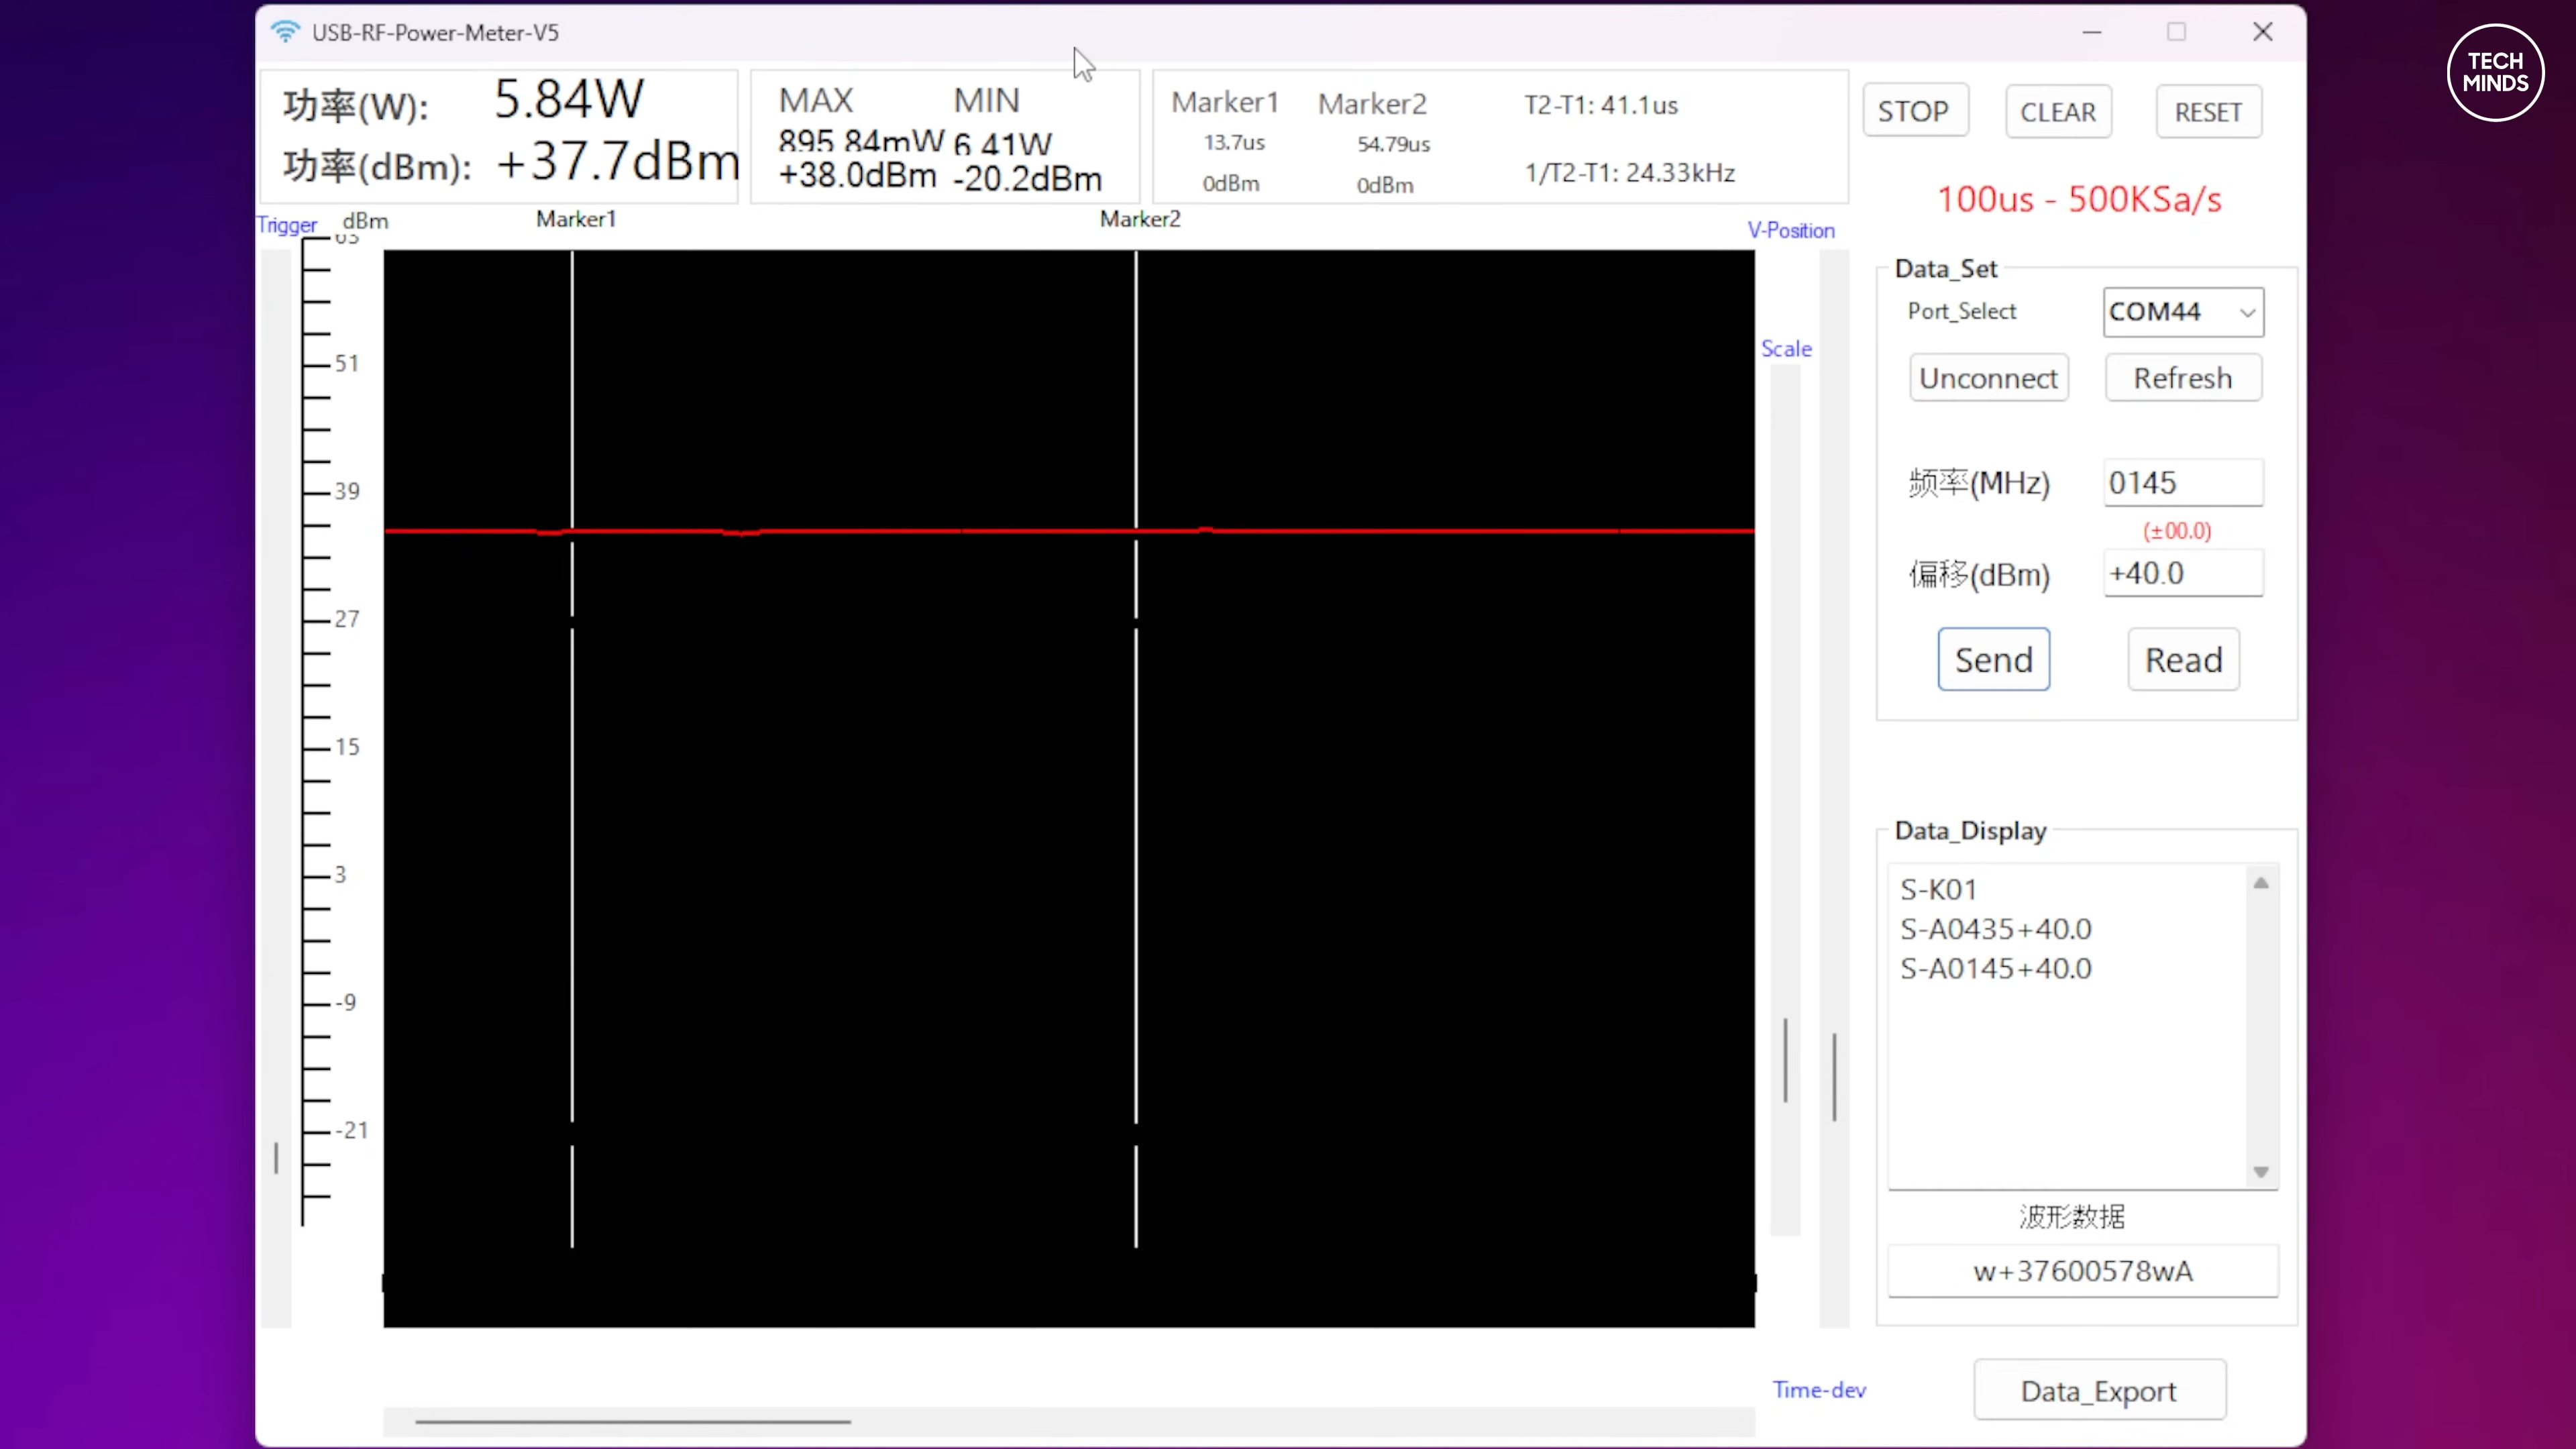 USB-RF-Power-Meter-V5
TECH
MINDS
功率(W): 5.84W
功率(dBm): +37.7dBm
MAX MIN
895.84mW 6.41W
+38.0dBm -20.2dBm
Marker1 Marker2 T2-T1: 41.1us
13.7us 54.79us
0dBm 0dBm 1/T2-T1: 24.33kHz
STOP CLEAR RESET
100us - 500KSa/s
Trigger dBm Marker1 Marker2 V-Position
63
51
39
27
15
3
-9
-21
Scale
Data_Set
Port_Select COM44
Unconnect Refresh
频率(MHz) 0145
(±00.0)
偏移(dBm) +40.0
Send Read
Data_Display
S-K01
S-A0435+40.0
S-A0145+40.0
波形数据
w+37600578wA
Time-dev Data_Export